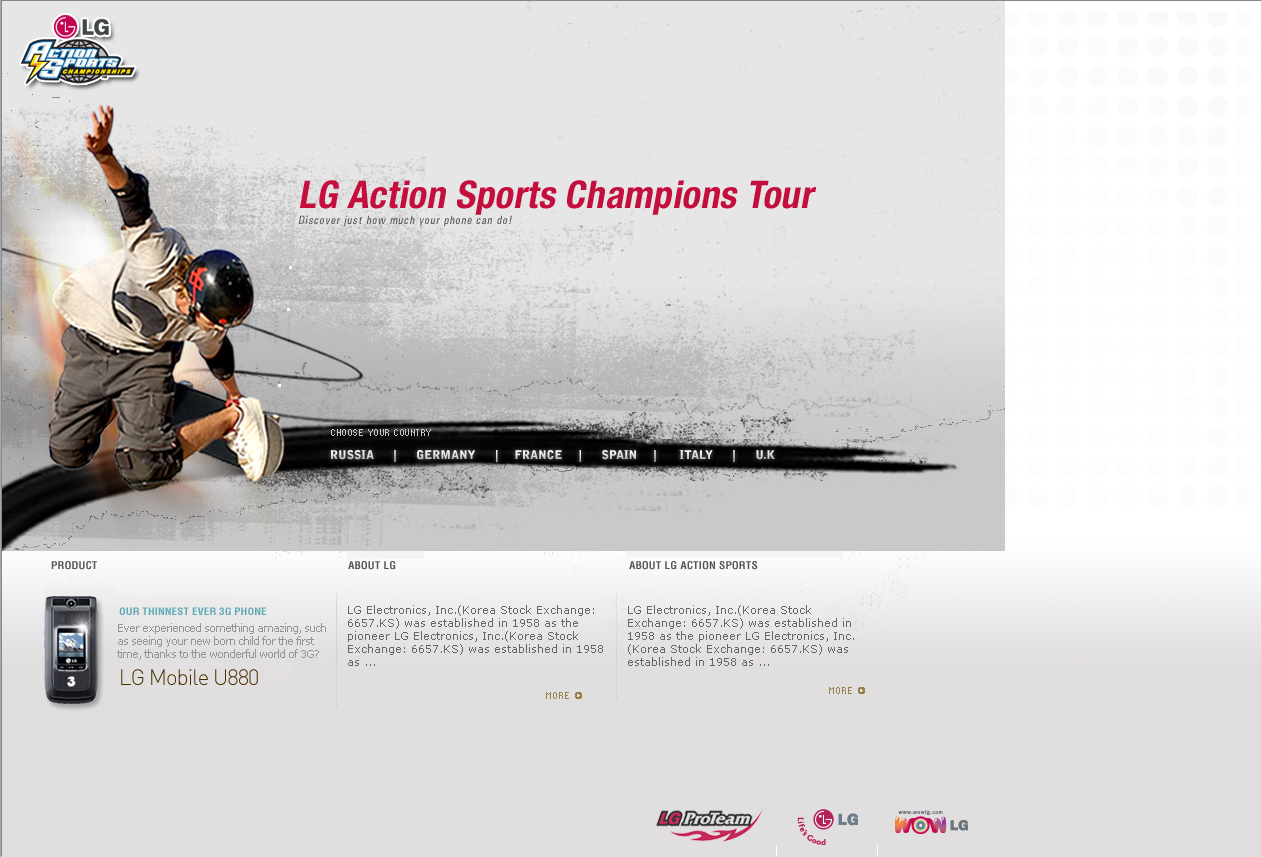 LG
ACTION
SPORTS
CHAMPIONSHIPS
LG Action Sports Champions Tour
Discover just how much your phone can do!
CHOOSE YOUR COUNTRY
RUSSIA | GERMANY | FRANCE | SPAIN | ITALY | U.K
PRODUCT
OUR THINNEST EVER 3G PHONE
Ever experienced something amazing, such
as seeing your new born child for the first
time, thanks to the wonderful world of 3G?
LG Mobile U880
LG
3
ABOUT LG
LG Electronics, Inc.(Korea Stock Exchange:
6657.KS) was established in 1958 as the
pioneer LG Electronics, Inc.(Korea Stock
Exchange: 6657.KS) was established in 1958
as ...
MORE
ABOUT LG ACTION SPORTS
LG Electronics, Inc.(Korea Stock
Exchange: 6657.KS) was established in
1958 as the pioneer LG Electronics, Inc.
(Korea Stock Exchange: 6657.KS) was
established in 1958 as ...
MORE
LG ProTeam
LG
Life's Good
www.wowlg.com
WOW LG